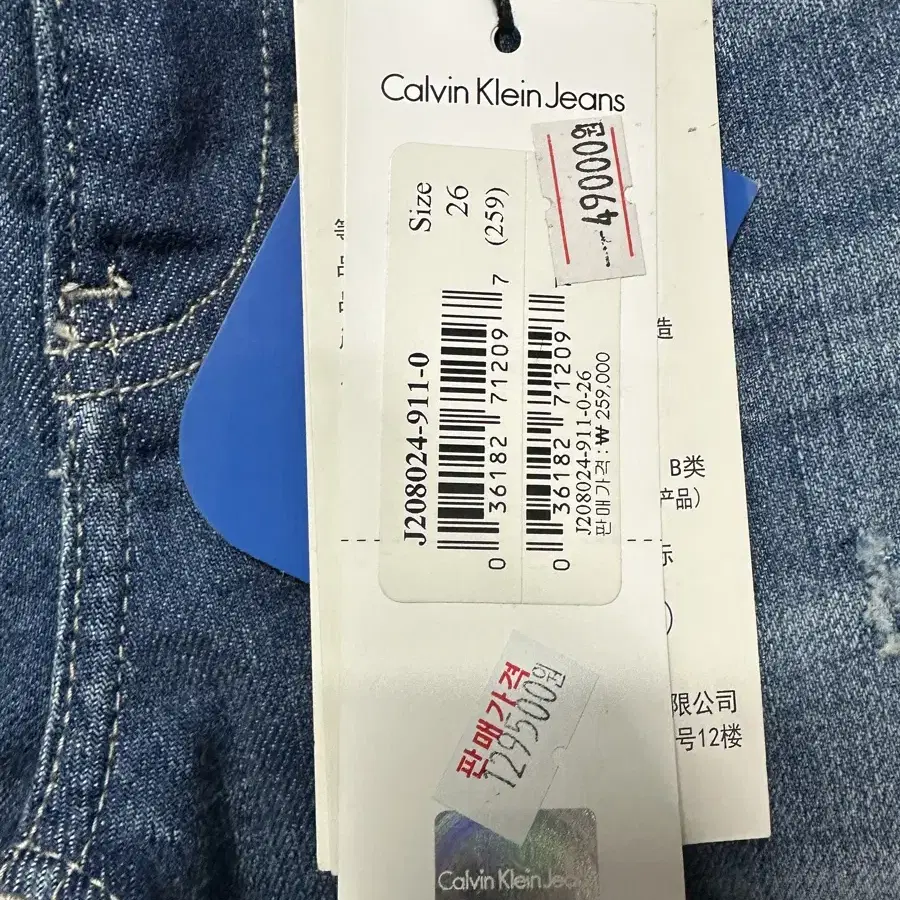 Calvin Klein Jeans
49000원
Size
26
(259)
J208024-911-0
0 36182 71209 7
0 36182 71209
J208024-911-0-26
판매가격 : ₩ 259,000
造
B类
产品)
标
限公司
号12楼
판매가격
129500원
Calvin Klein Jeans